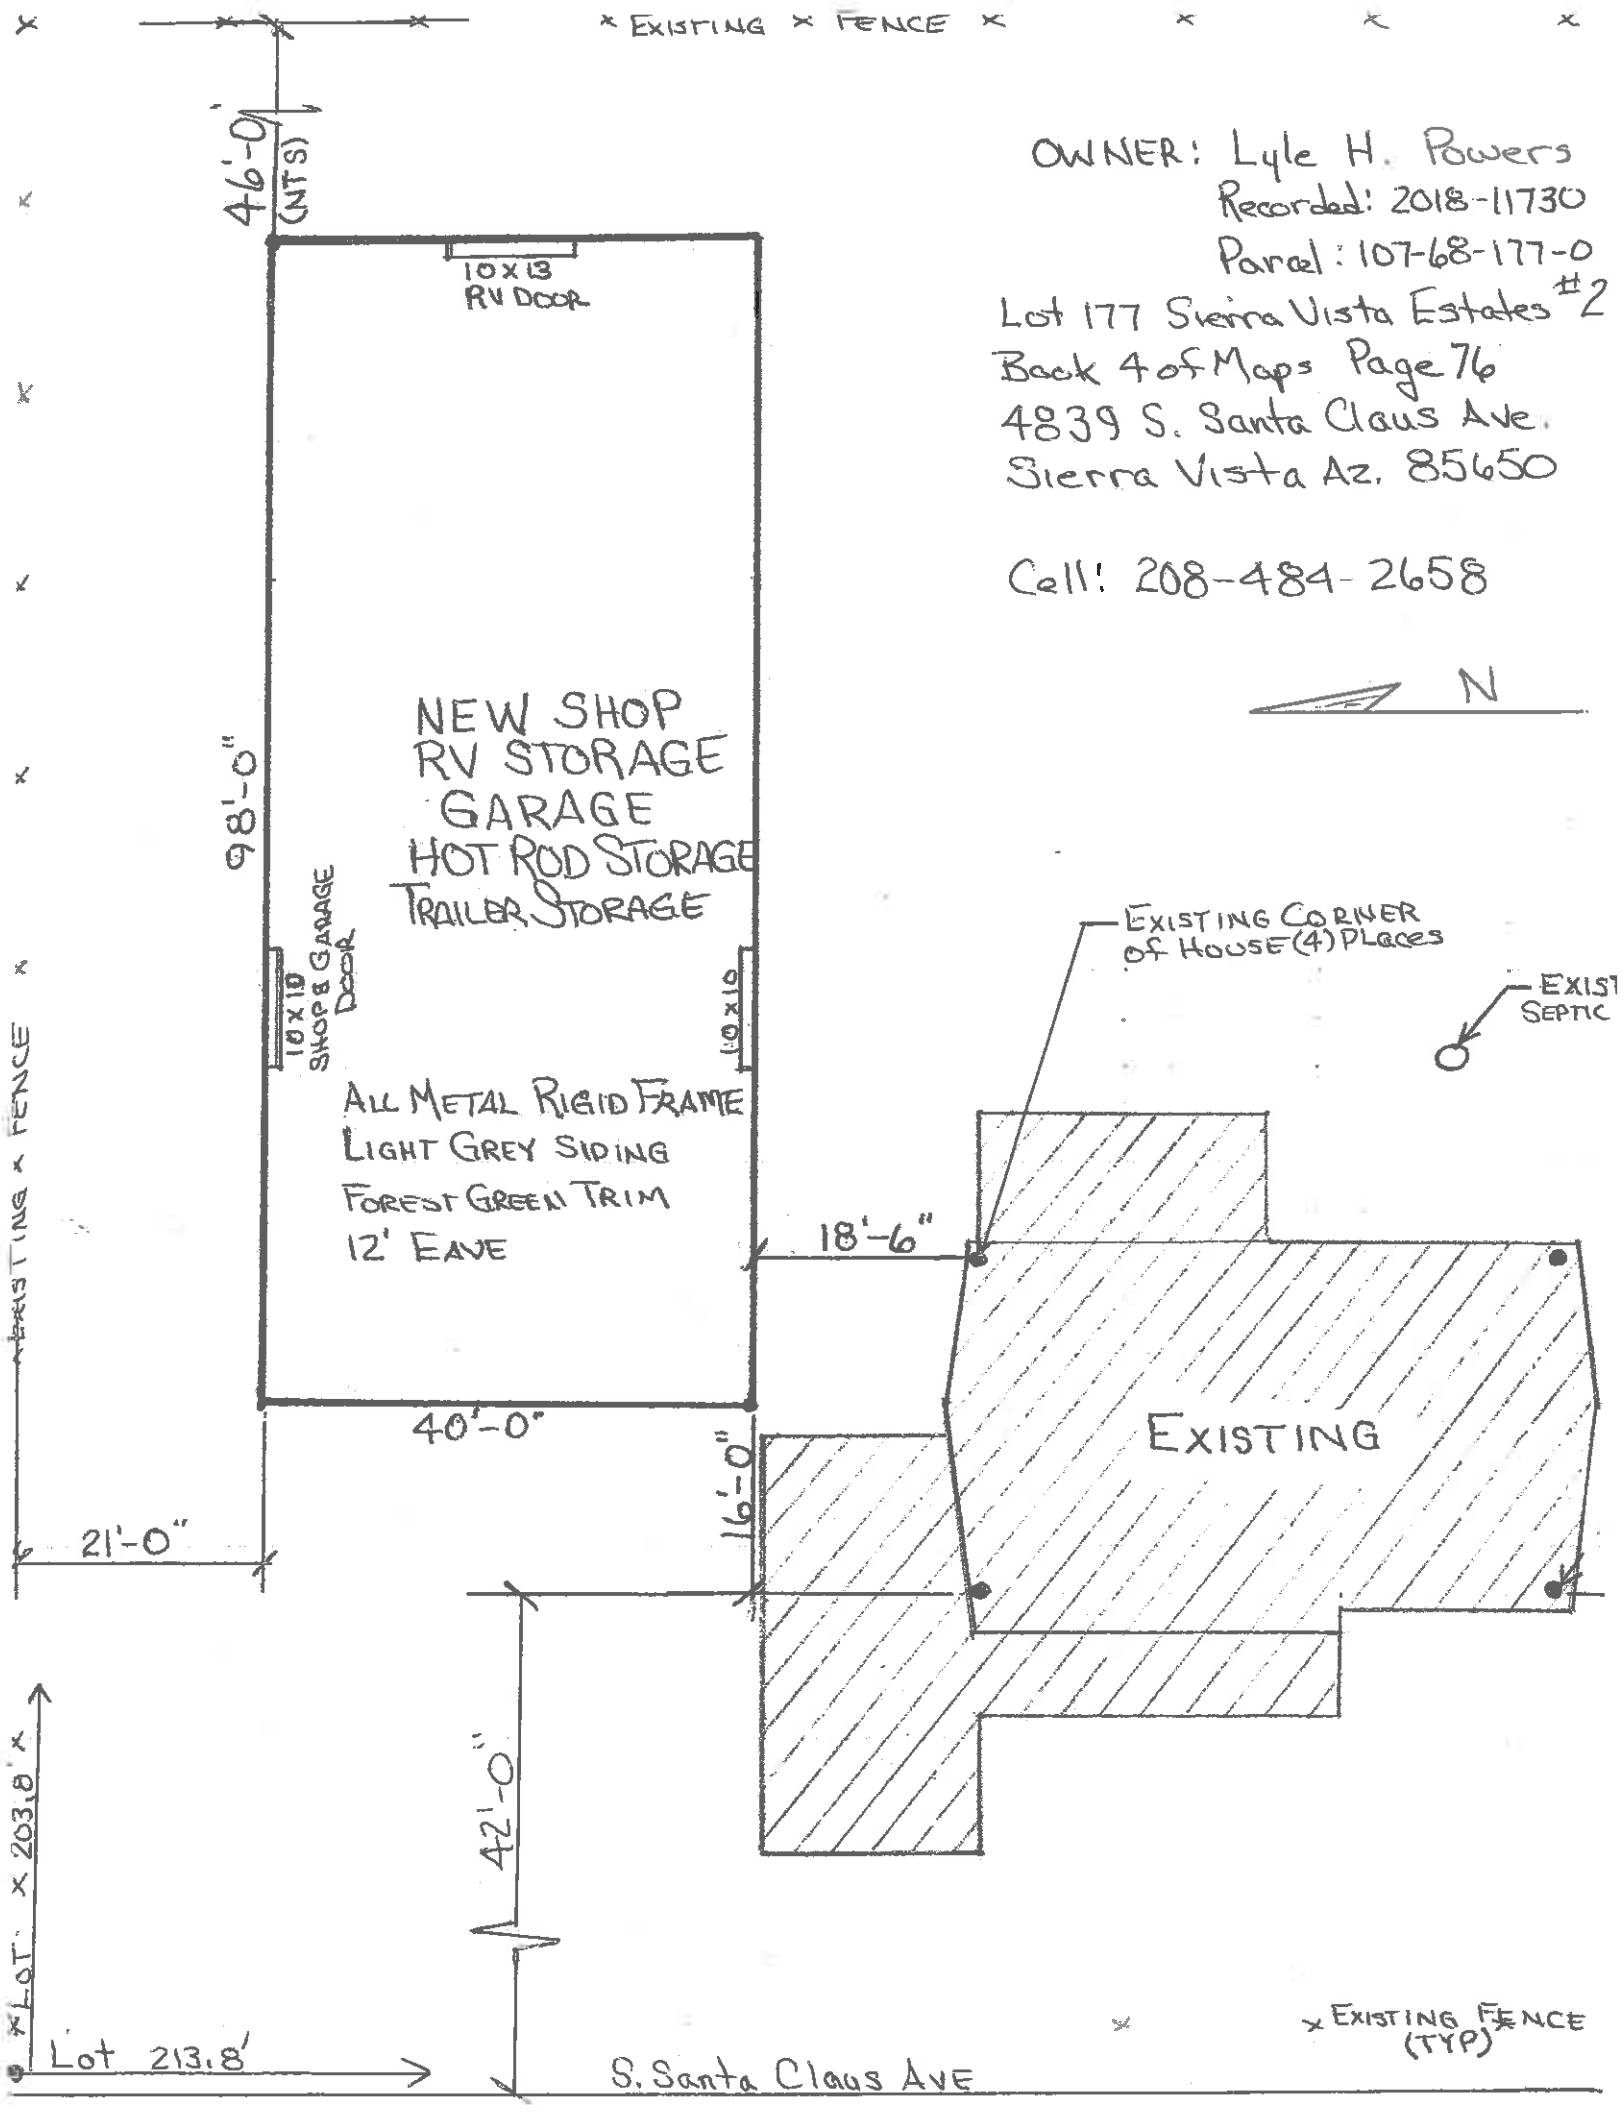 EXISTING FENCE
46'-0"
(NTS)
OWNER: Lyle H. Powers
Recorded: 2018-11730
Parcel: 107-68-177-0
Lot 177 Sierra Vista Estates #2
Book 4 of Maps Page 76
4839 S. Santa Claus Ave.
Sierra Vista Az. 85650
Cell: 208-484-2658
N
10 X 13
RV DOOR
98'-0"
NEW SHOP
RV STORAGE
GARAGE
HOT ROD STORAGE
TRAILER STORAGE
10 X 10
SHOP & GARAGE
DOOR
10 X 10
ALL METAL RIGID FRAME
LIGHT GREY SIDING
FOREST GREEN TRIM
12' EAVE
EXISTING CORNER
of HOUSE (4) PLACES
EXIST
SEPTIC
EXISTING FENCE
18'-6"
40'-0"
16'-0"
EXISTING
21'-0"
42'-0"
LOT 203.8'
Lot 213.8'
S. Santa Claus AVE
EXISTING FENCE
(TYP)